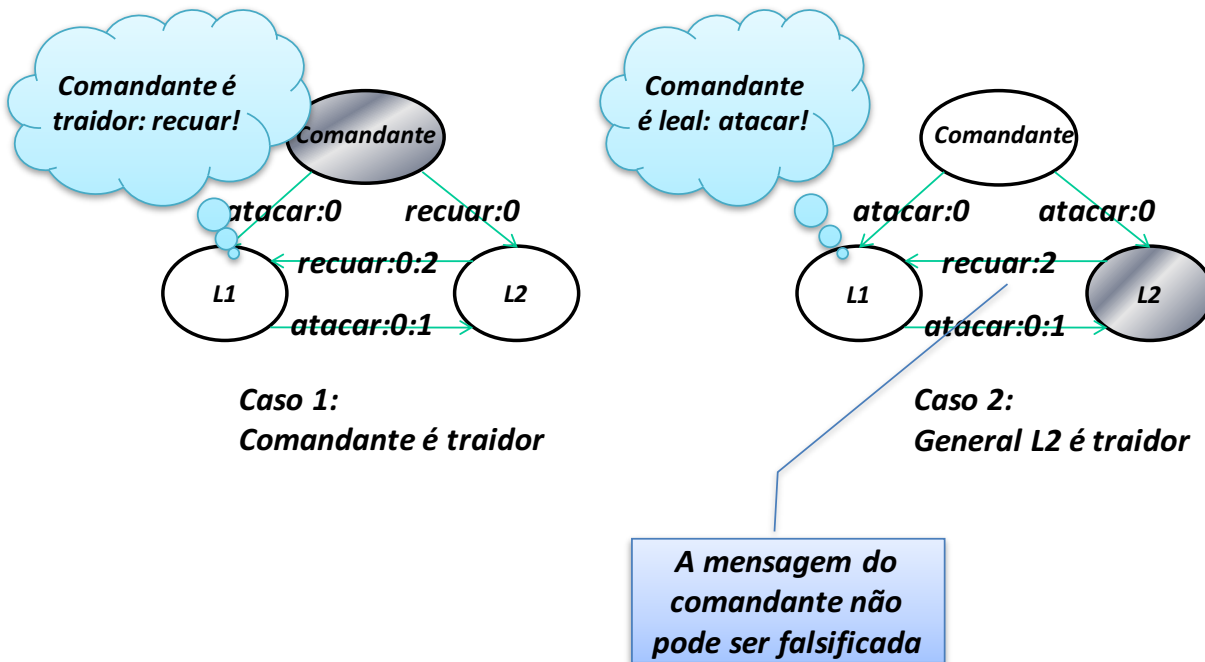 Comandante é
traidor: recuar!
Comandante
atacar:0
recuar:0
recuar:0:2
L1
L2
atacar:0:1
Caso 1:
Comandante é traidor
Comandante
é leal: atacar!
Comandante
atacar:0
atacar:0
recuar:2
L1
L2
atacar:0:1
Caso 2:
General L2 é traidor
A mensagem do
comandante não
pode ser falsificada